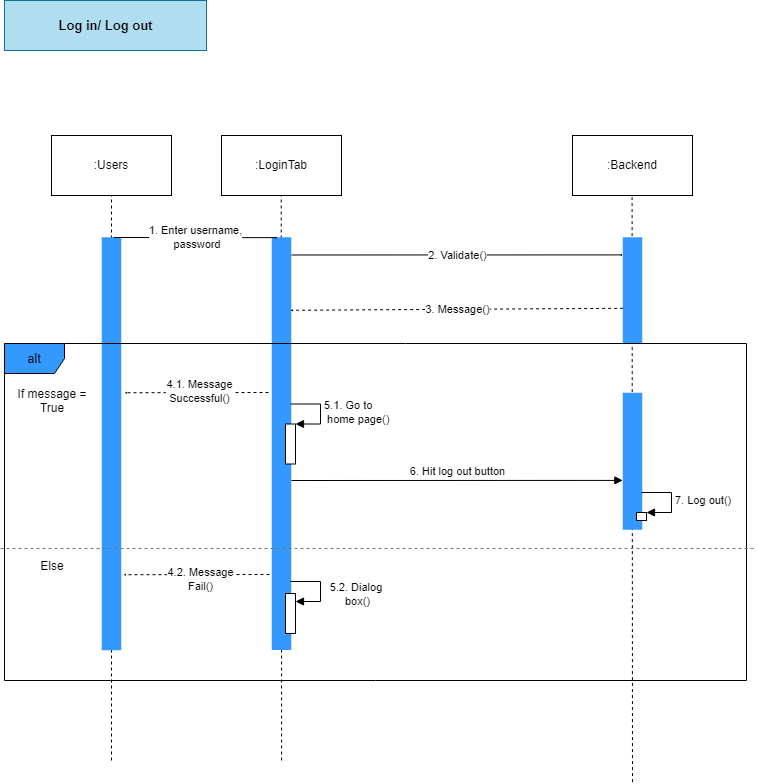 Log in/ Log out
:Users
:LoginTab
:Backend
1. Enter username,
password
2. Validate()
3. Message()
alt
If message =
True
4.1. Message
Successful()
5.1. Go to
home page()
6. Hit log out button
7. Log out()
Else
4.2. Message
Fail()
5.2. Dialog
box()